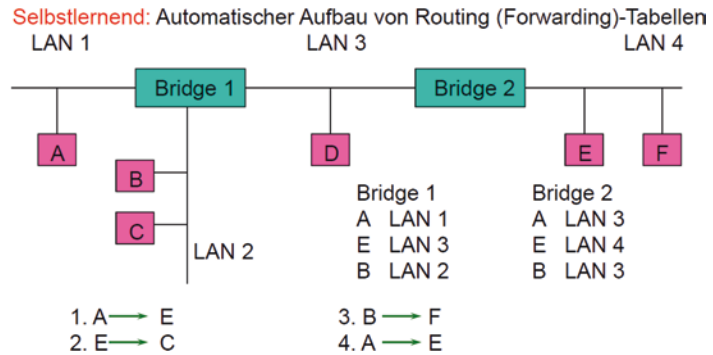 Selbstlernend: Automatischer Aufbau von Routing (Forwarding)-Tabellen
LAN 1 LAN 3 LAN 4
Bridge 1 Bridge 2
A D E F
B
C
LAN 2
Bridge 1
A LAN 1
E LAN 3
B LAN 2
Bridge 2
A LAN 3
E LAN 4
B LAN 3
1. A → E
2. E → C
3. B → F
4. A → E